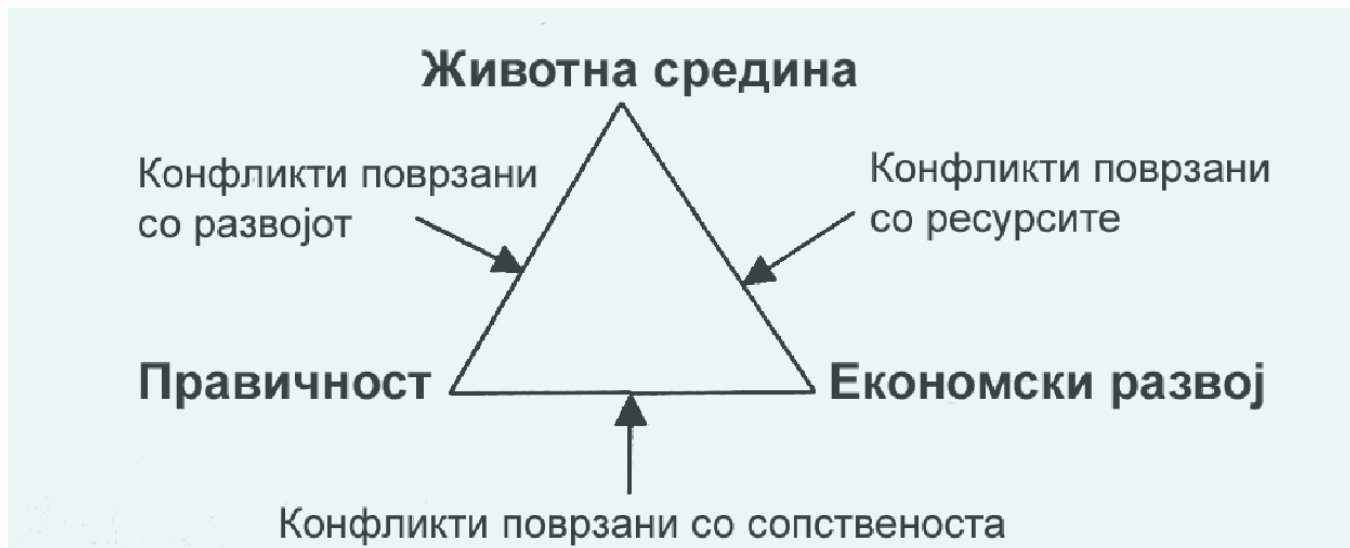 Животна средина
Конфликти поврзани
со развојот
Конфликти поврзани
со ресурсите
Правичност
Економски развој
Конфликти поврзани со сопственоста